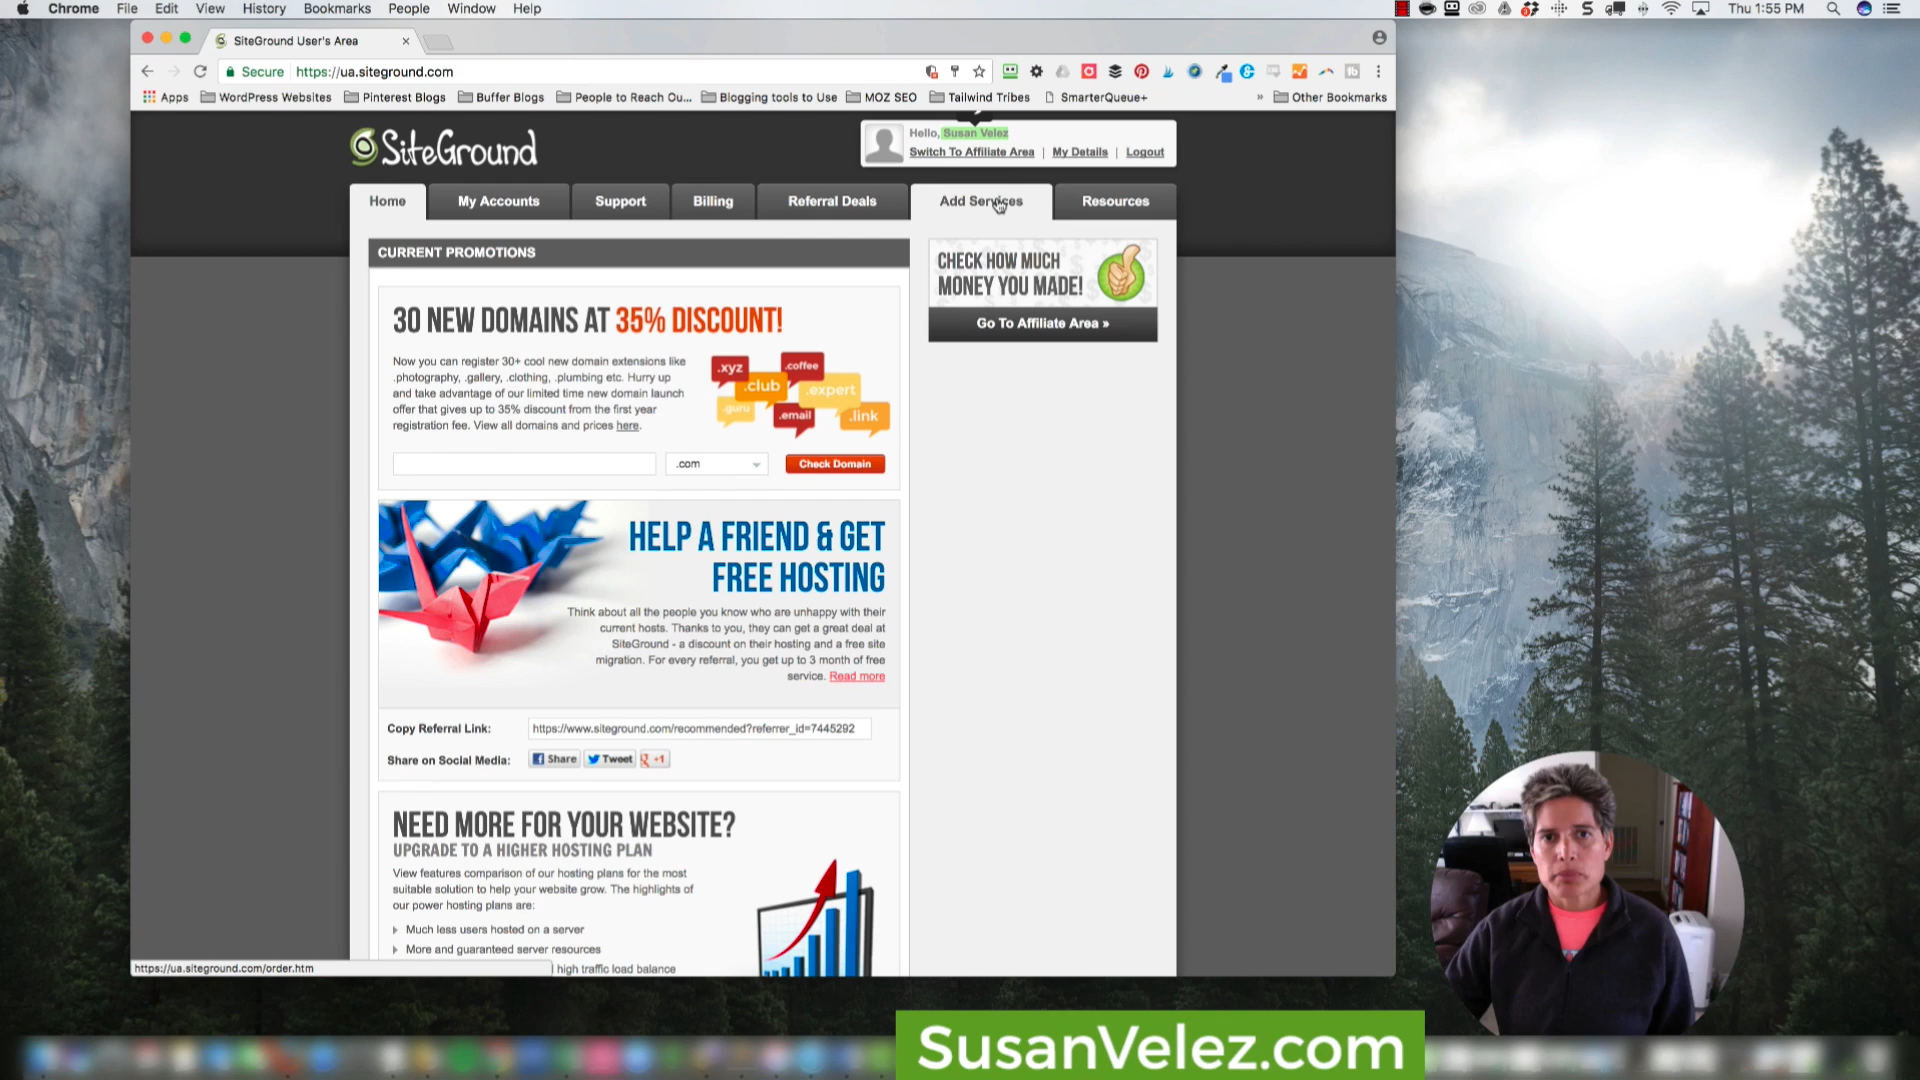 Chrome File Edit View History Bookmarks People Window Help
Thu 1:55 PM
SiteGround User's Area
Secure https://ua.siteground.com
Apps WordPress Websites Pinterest Blogs Buffer Blogs People to Reach Ou... Blogging tools to Use MOZ SEO Tailwind Tribes SmarterQueue+ » Other Bookmarks
SiteGround
Hello, Susan Velez
Switch To Affiliate Area | My Details | Logout
Home My Accounts Support Billing Referral Deals Add Services Resources
CURRENT PROMOTIONS
30 NEW DOMAINS AT 35% DISCOUNT!
Now you can register 30+ cool new domain extensions like
.photography, .gallery, .clothing, .plumbing etc. Hurry up
and take advantage of our limited time new domain launch
offer that gives up to 35% discount from the first year
registration fee. View all domains and prices here.
.xyz .coffee
.club .expert
.guru .email .link
.com Check Domain
CHECK HOW MUCH
MONEY YOU MADE!
Go To Affiliate Area »
HELP A FRIEND & GET
FREE HOSTING
Think about all the people you know who are unhappy with their
current hosts. Thanks to you, they can get a great deal at
SiteGround - a discount on their hosting and a free site
migration. For every referral, you get up to 3 month of free
service. Read more
Copy Referral Link: https://www.siteground.com/recommended?referrer_id=7445292
Share on Social Media: Share Tweet +1
NEED MORE FOR YOUR WEBSITE?
UPGRADE TO A HIGHER HOSTING PLAN
View features comparison of our hosting plans for the most
suitable solution to help your website grow. The highlights of
our power hosting plans are:
Much less users hosted on a server
More and guaranteed server resources
high traffic load balance
https://ua.siteground.com/order.htm
SusanVelez.com